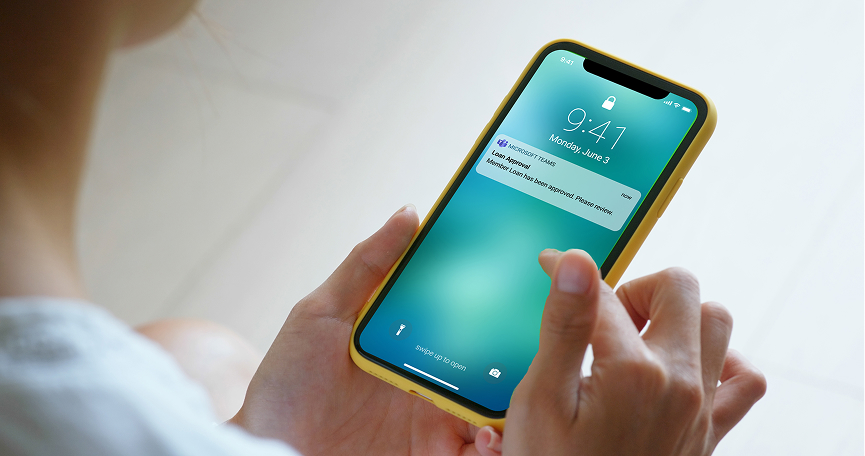 9:41
9:41
Monday, June 3
MICROSOFT TEAMS
now
Loan Approval
Member Loan has been approved. Please review.
swipe up to open